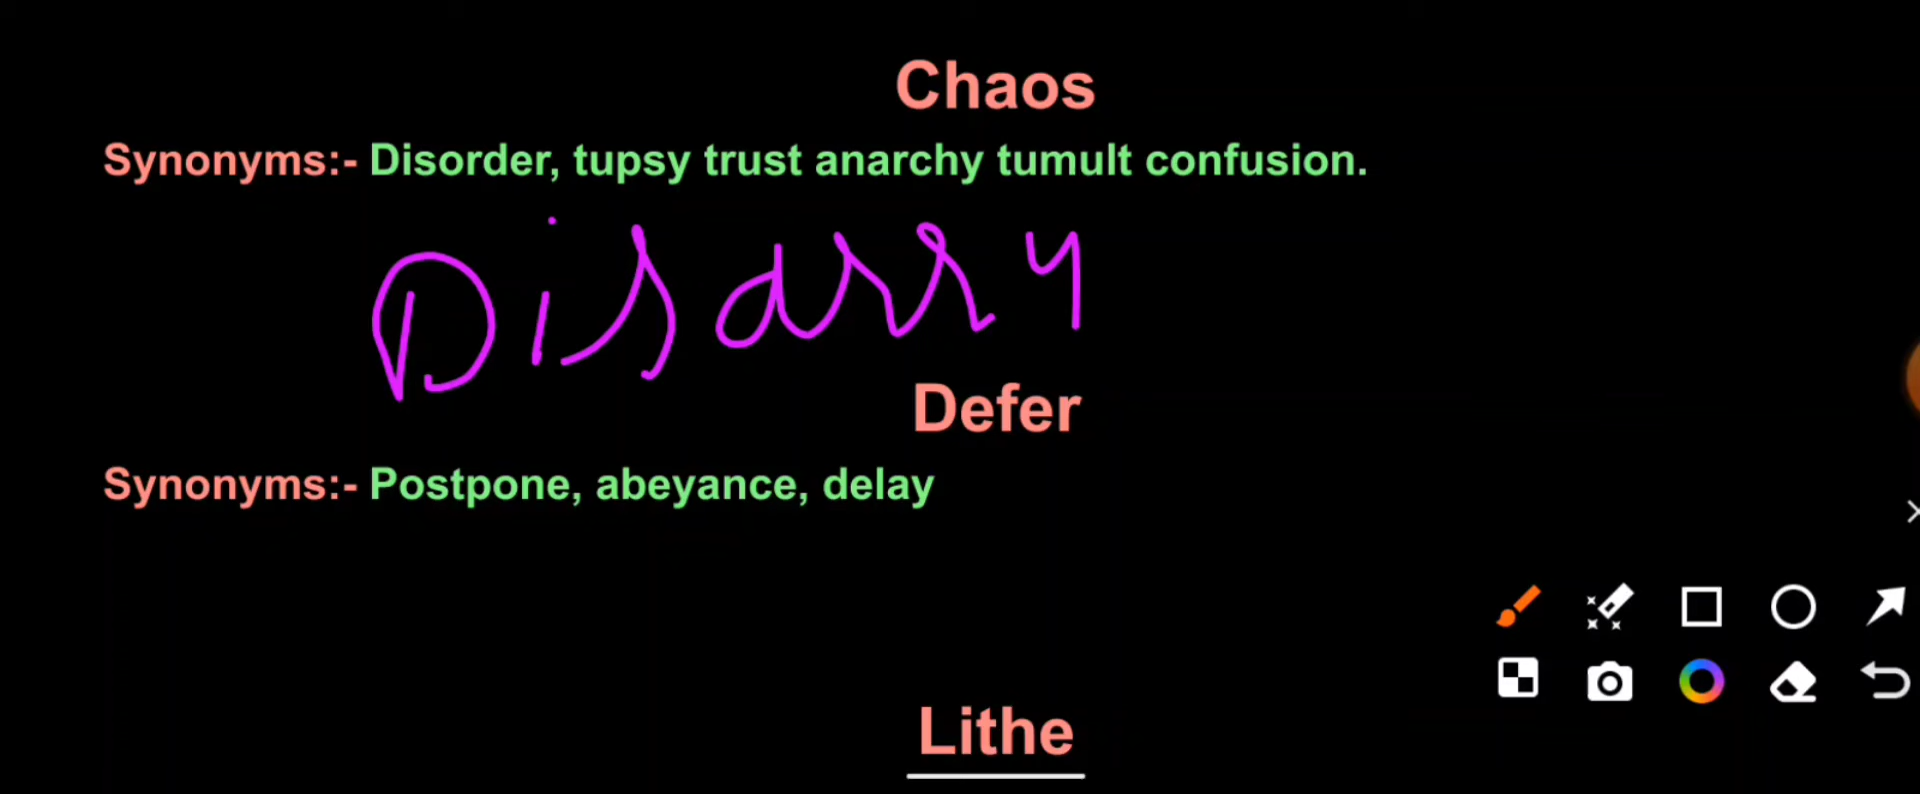 Chaos
Synonyms:- Disorder, tupsy trust anarchy tumult confusion.
Disarry
Defer
Synonyms:- Postpone, abeyance, delay
Lithe